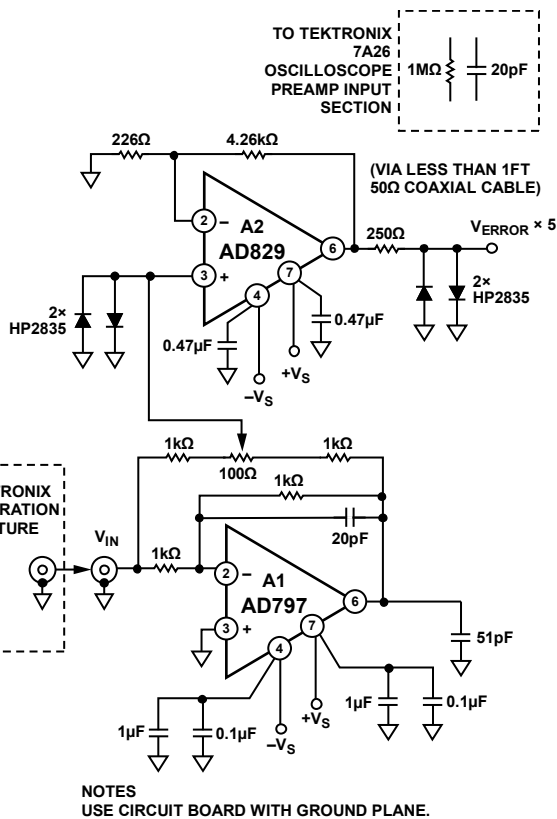 TO TEKTRONIX
7A26
OSCILLOSCOPE
PREAMP INPUT
SECTION
1MΩ
20pF
(VIA LESS THAN 1FT
50Ω COAXIAL CABLE)
226Ω
4.26kΩ
2
–
A2
AD829
3
+
6
7
4
250Ω
VERROR × 5
2×
HP2835
2×
HP2835
0.47µF
0.47µF
+VS
–VS
1kΩ
100Ω
1kΩ
1kΩ
20pF
VIN
1kΩ
2
–
A1
AD797
3
+
6
7
4
51pF
1µF
0.1µF
–VS
+VS
1µF
0.1µF
NOTES
USE CIRCUIT BOARD WITH GROUND PLANE.